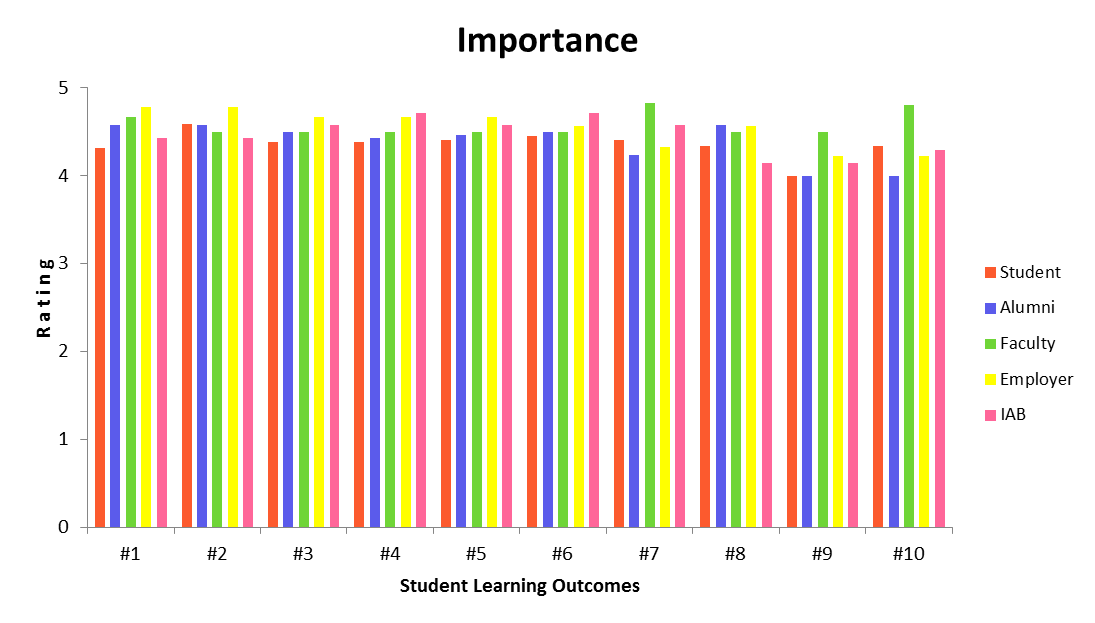 Importance
5
4
3
2
1
0
Rating
#1 #2 #3 #4 #5 #6 #7 #8 #9 #10
Student Learning Outcomes
Student
Alumni
Faculty
Employer
IAB